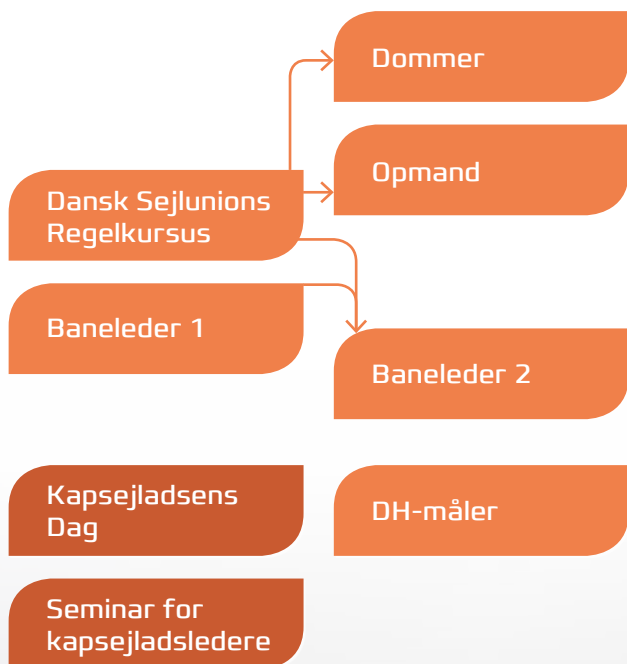 Dommer
Opmand
Dansk Sejlunions
Regelkursus
Baneleder 1
Baneleder 2
Kapsejladsens
Dag
DH-måler
Seminar for
kapsejladsledere